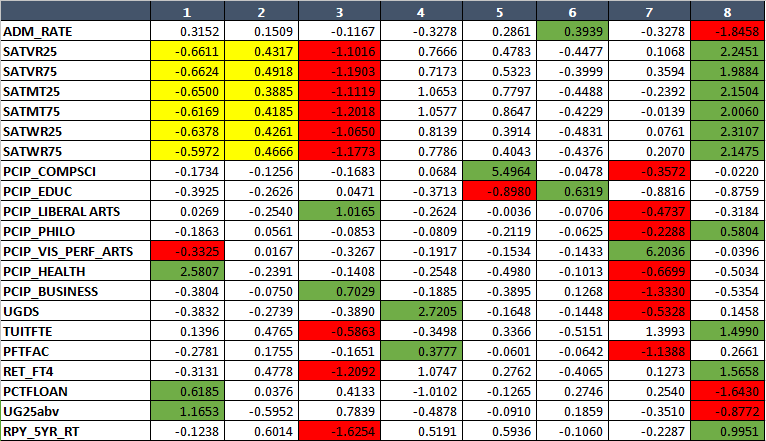 1 2 3 4 5 6 7 8
ADM_RATE 0.3152 0.1509 -0.1167 -0.3278 0.2861 0.3939 -0.3278 -1.8458
SATVR25 -0.6611 0.4317 -1.1016 0.7666 0.4783 -0.4477 0.1068 2.2451
SATVR75 -0.6624 0.4918 -1.1903 0.7173 0.5323 -0.3999 0.3594 1.9884
SATMT25 -0.6500 0.3885 -1.1119 1.0653 0.7797 -0.4488 -0.2392 2.1504
SATMT75 -0.6169 0.4185 -1.2018 1.0577 0.8647 -0.4229 -0.0139 2.0060
SATWR25 -0.6378 0.4261 -1.0650 0.8139 0.3914 -0.4831 0.0761 2.3107
SATWR75 -0.5972 0.4666 -1.1773 0.7786 0.4043 -0.4376 0.2070 2.1475
PCIP_COMPSCI -0.1734 -0.1256 -0.1683 0.0684 5.4964 -0.0478 -0.3572 -0.0220
PCIP_EDUC -0.3925 -0.2626 0.0471 -0.3713 -0.8980 0.6319 -0.8816 -0.8759
PCIP_LIBERAL ARTS 0.0269 -0.2540 1.0165 -0.2624 -0.0036 -0.0706 -0.4737 -0.3184
PCIP_PHILO -0.1863 0.0561 -0.0853 -0.0809 -0.2119 -0.0625 -0.2288 0.5804
PCIP_VIS_PERF_ARTS -0.3325 0.0167 -0.3267 -0.1917 -0.1534 -0.1433 6.2036 -0.0396
PCIP_HEALTH 2.5807 -0.2391 -0.1408 -0.2548 -0.4980 -0.1013 -0.6699 -0.5034
PCIP_BUSINESS -0.3804 -0.0750 0.7029 -0.1885 -0.3895 0.1268 -1.3330 -0.5354
UGDS -0.3832 -0.2739 -0.3890 2.7205 -0.1648 -0.1448 -0.5328 0.1458
TUITFTE 0.1396 0.4765 -0.5863 -0.3498 0.3366 -0.5151 1.3993 1.4990
PFTFAC -0.2781 0.1755 -0.1651 0.3777 -0.0601 -0.0642 -1.1388 0.2661
RET_FT4 -0.3131 0.4778 -1.2092 1.0747 0.2762 -0.4065 0.1273 1.5658
PCTFLOAN 0.6185 0.0376 0.4133 -1.0102 -0.1265 0.2746 0.2540 -1.6430
UG25abv 1.1653 -0.5952 0.7839 -0.4878 -0.0910 0.1859 -0.3510 -0.8772
RPY_5YR_RT -0.1238 0.6014 -1.6254 0.5191 0.5936 -0.1060 -0.2287 0.9951